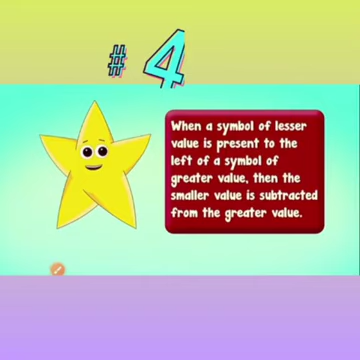 # 4
When a symbol of lesser
value is present to the
left of a symbol of
greater value, then the
smaller value is subtracted
from the greater value.